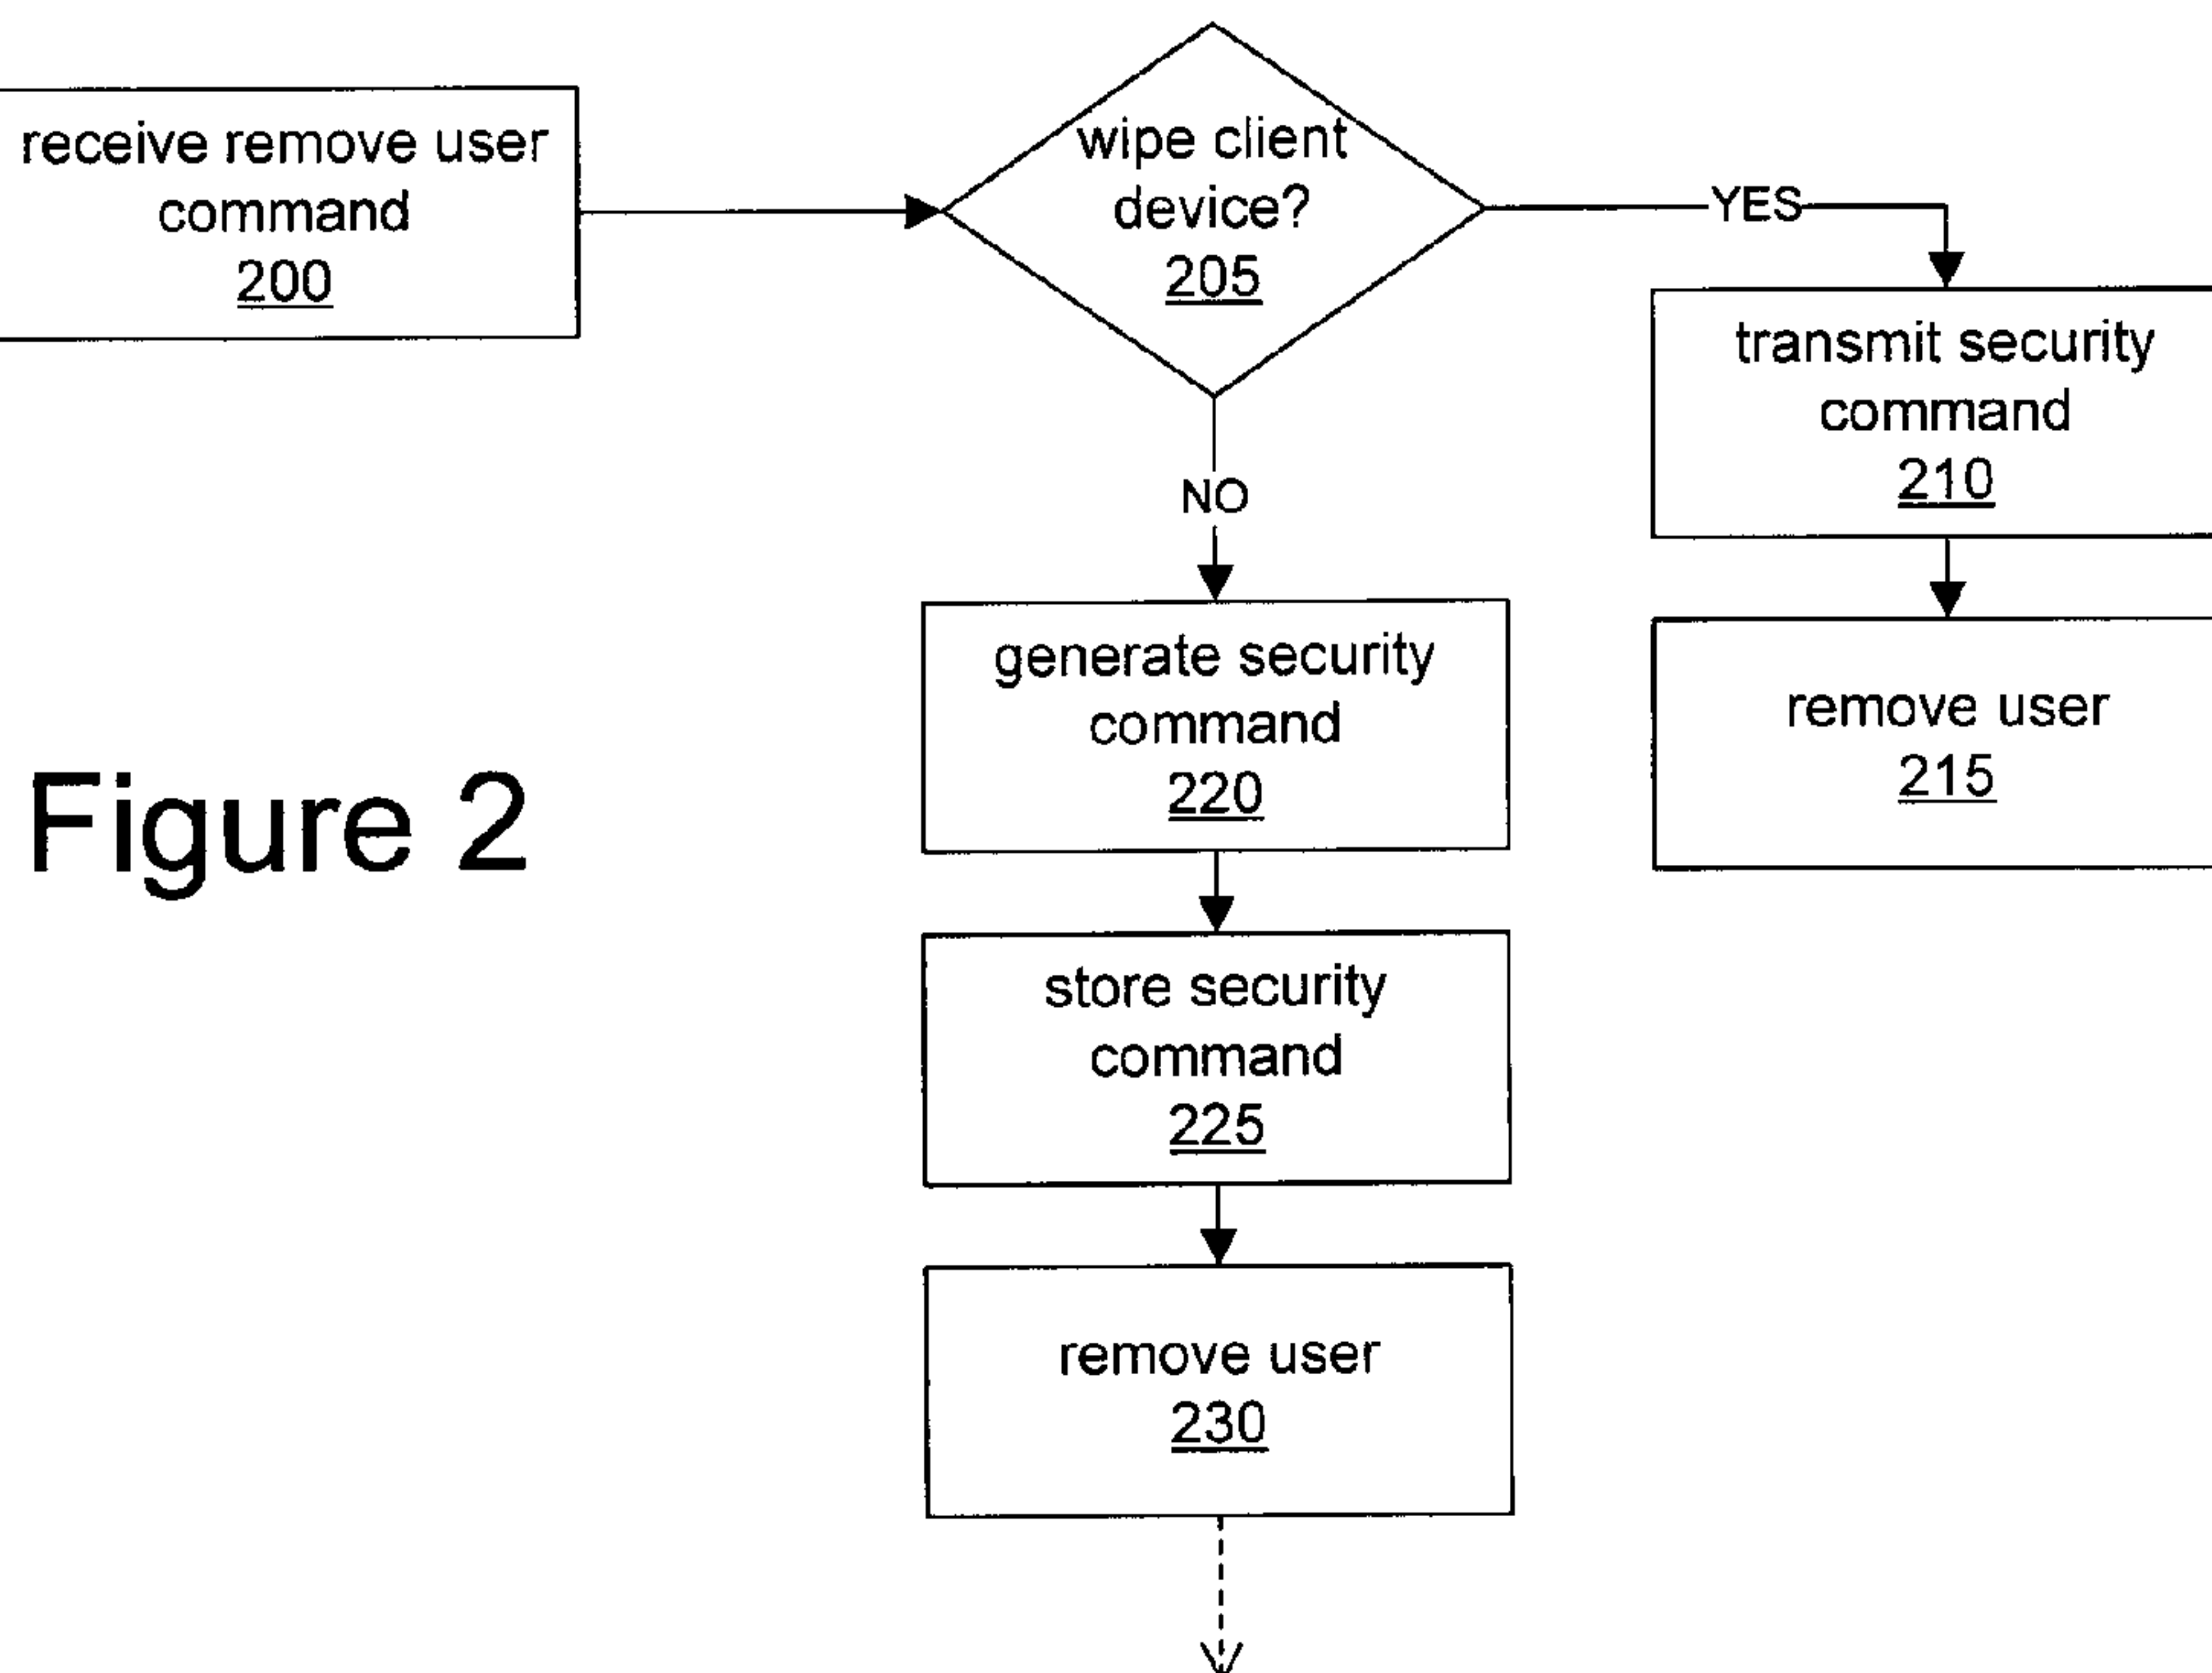 receive remove user
command
200
wipe client
device?
205
YES
transmit security
command
210
NO
generate security
command
220
remove user
215
Figure 2
store security
command
225
remove user
230